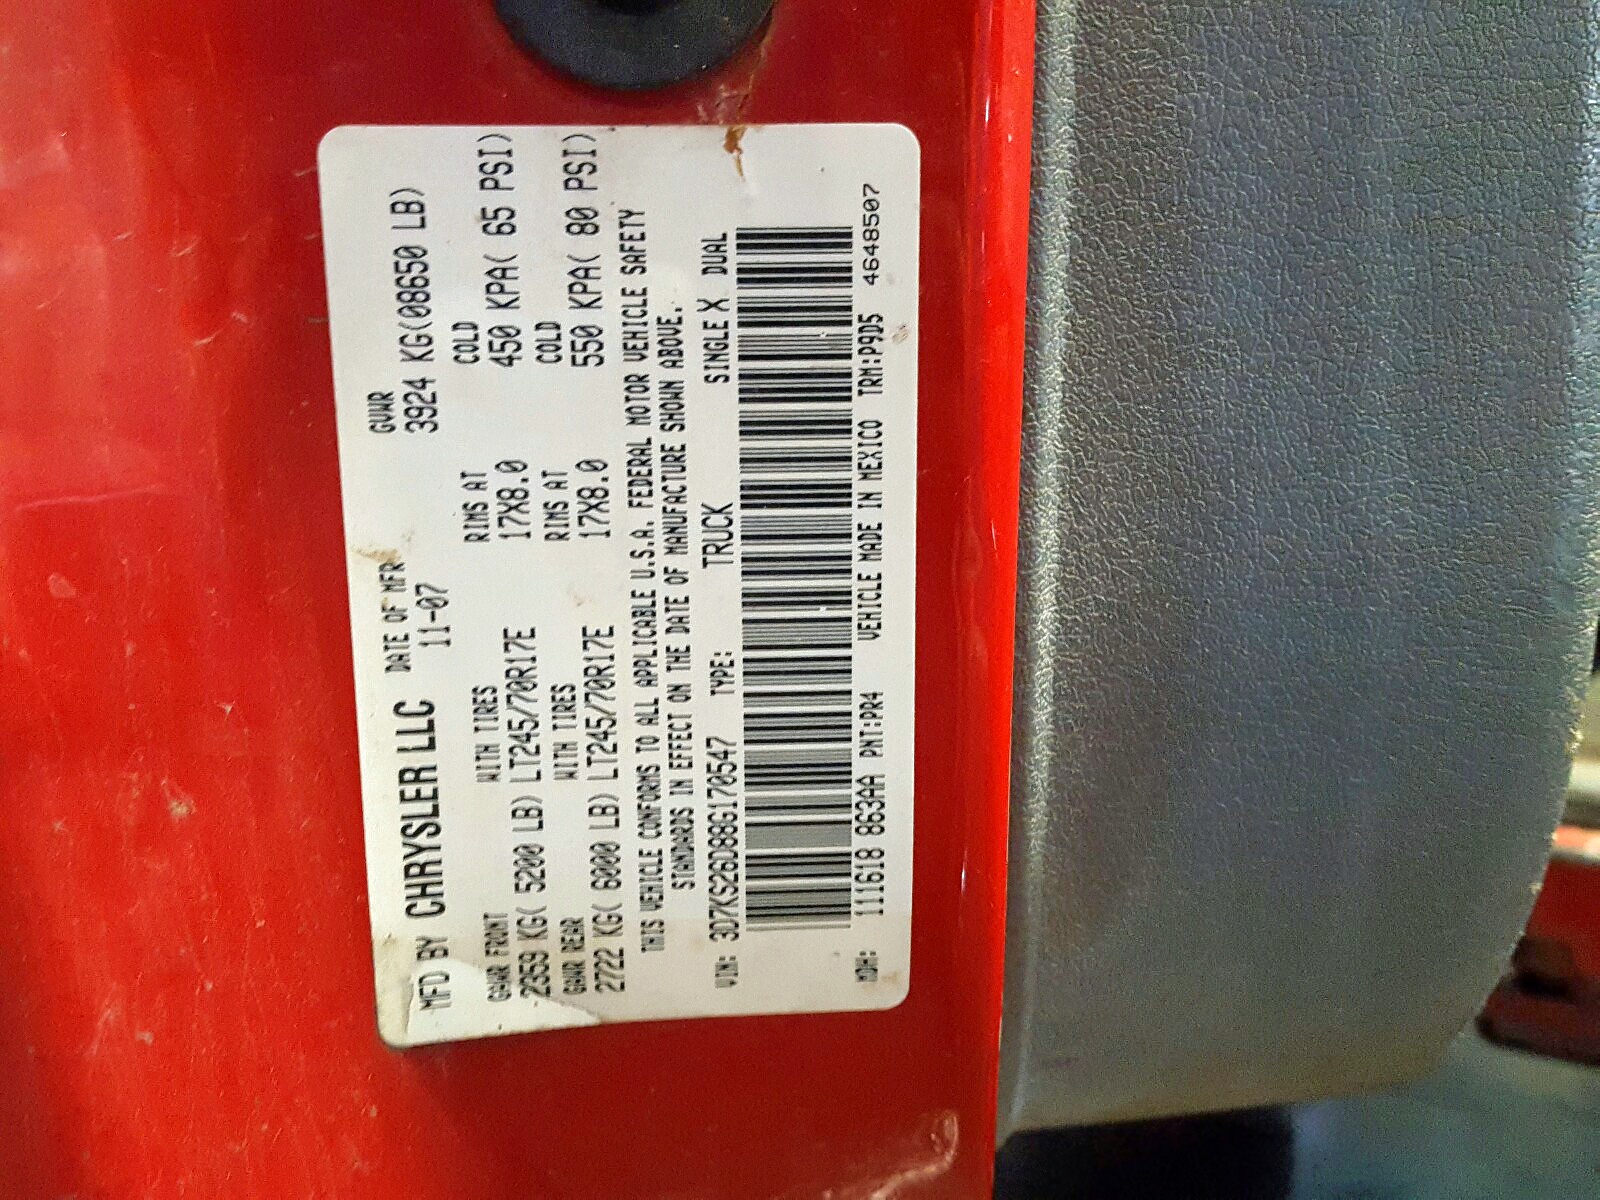 MFD BY CHRYSLER LLC DATE OF MFR 11-07 GVWR 3924 KG(08650 LB)
GAWR FRONT WITH TIRES RIMS AT COLD
2359 KG( 5200 LB) LT245/70R17E 17X8.0 450 KPA( 65 PSI)
GAWR REAR WITH TIRES RIMS AT COLD
2722 KG( 6000 LB) LT245/70R17E 17X8.0 550 KPA( 80 PSI)
THIS VEHICLE CONFORMS TO ALL APPLICABLE U.S.A. FEDERAL MOTOR VEHICLE SAFETY
STANDARDS IN EFFECT ON THE DATE OF MANUFACTURE SHOWN ABOVE.
VIN: 3D7KS26D88G170547 TYPE: TRUCK SINGLE X DUAL
MDH: 111618 863AA PNT:PR4 VEHICLE MADE IN MEXICO TRM:P9D5 4648507